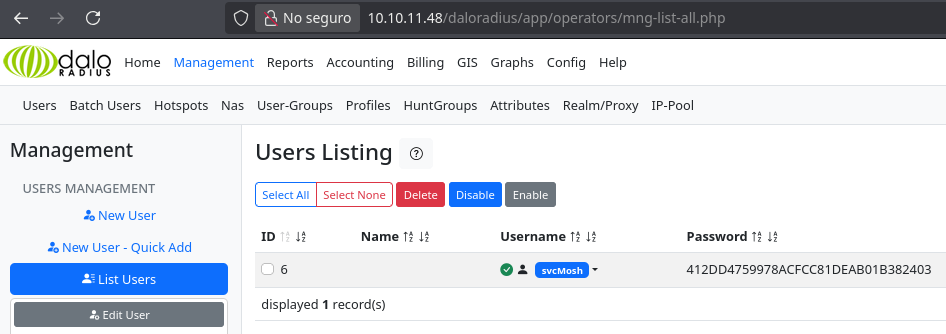 No seguro 10.10.11.48/daloradius/app/operators/mng-list-all.php
dalo RADIUS Home Management Reports Accounting Billing GIS Graphs Config Help
Users Batch Users Hotspots Nas User-Groups Profiles HuntGroups Attributes Realm/Proxy IP-Pool
Management
USERS MANAGEMENT
New User
New User - Quick Add
List Users
Edit User
Users Listing
Select All Select None Delete Disable Enable
ID Name Username Password
6 svcMosh 412DD4759978ACFCC81DEAB01B382403
displayed 1 record(s)